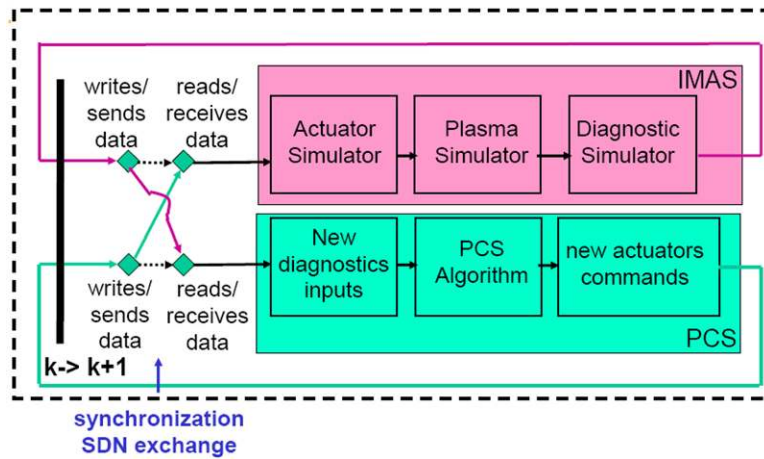 IMAS
writes/
sends
data
reads/
receives
data
Actuator
Simulator
Plasma
Simulator
Diagnostic
Simulator
New
diagnostics
inputs
PCS
Algorithm
new actuators
commands
writes/
sends
data
reads/
receives
data
PCS
k-> k+1
synchronization
SDN exchange